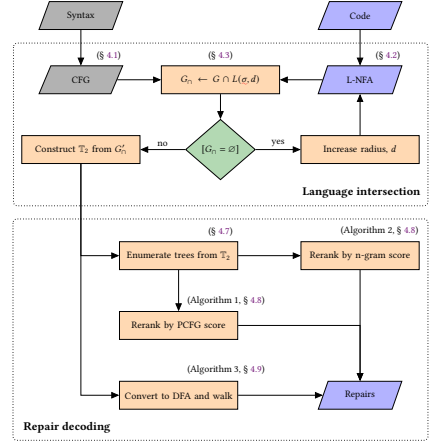 Syntax
Code
(§ 4.1)
(§ 4.3)
(§ 4.2)
CFG
G∩ ← G ∩ L(σ, d)
L-NFA
Construct 𝕋₂ from G′∩
no
[G∩ = ∅]
yes
Increase radius, d
Language intersection
(§ 4.7)
(Algorithm 2, § 4.8)
Enumerate trees from 𝕋₂
Rerank by n-gram score
(Algorithm 1, § 4.8)
Rerank by PCFG score
(Algorithm 3, § 4.9)
Convert to DFA and walk
Repairs
Repair decoding